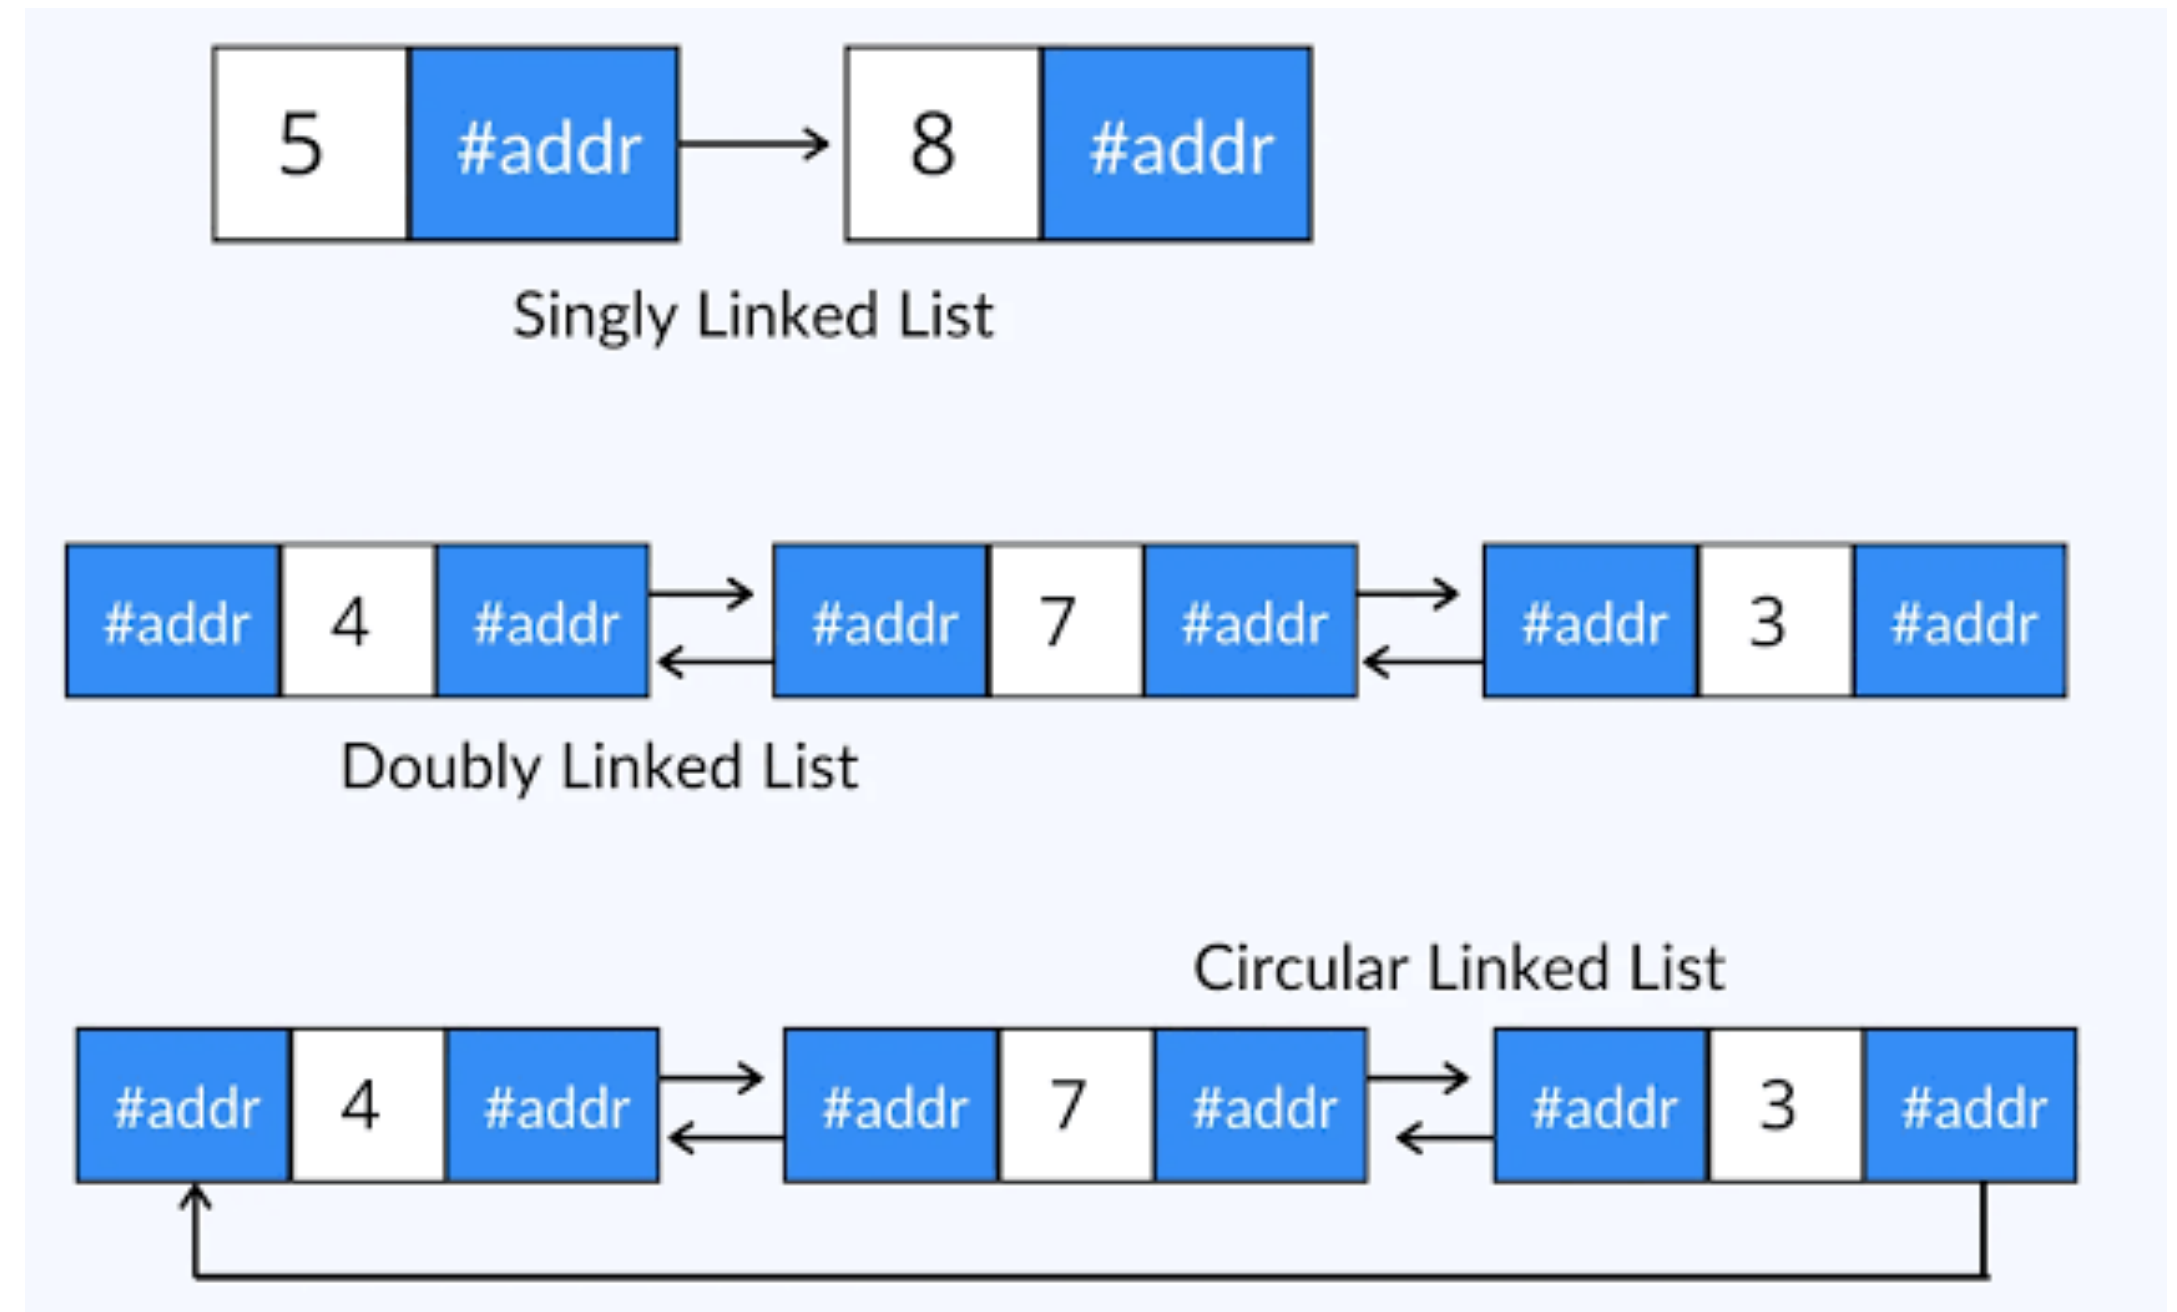 5 #addr 8 #addr
Singly Linked List
#addr 4 #addr #addr 7 #addr #addr 3 #addr
Doubly Linked List
Circular Linked List
#addr 4 #addr #addr 7 #addr #addr 3 #addr